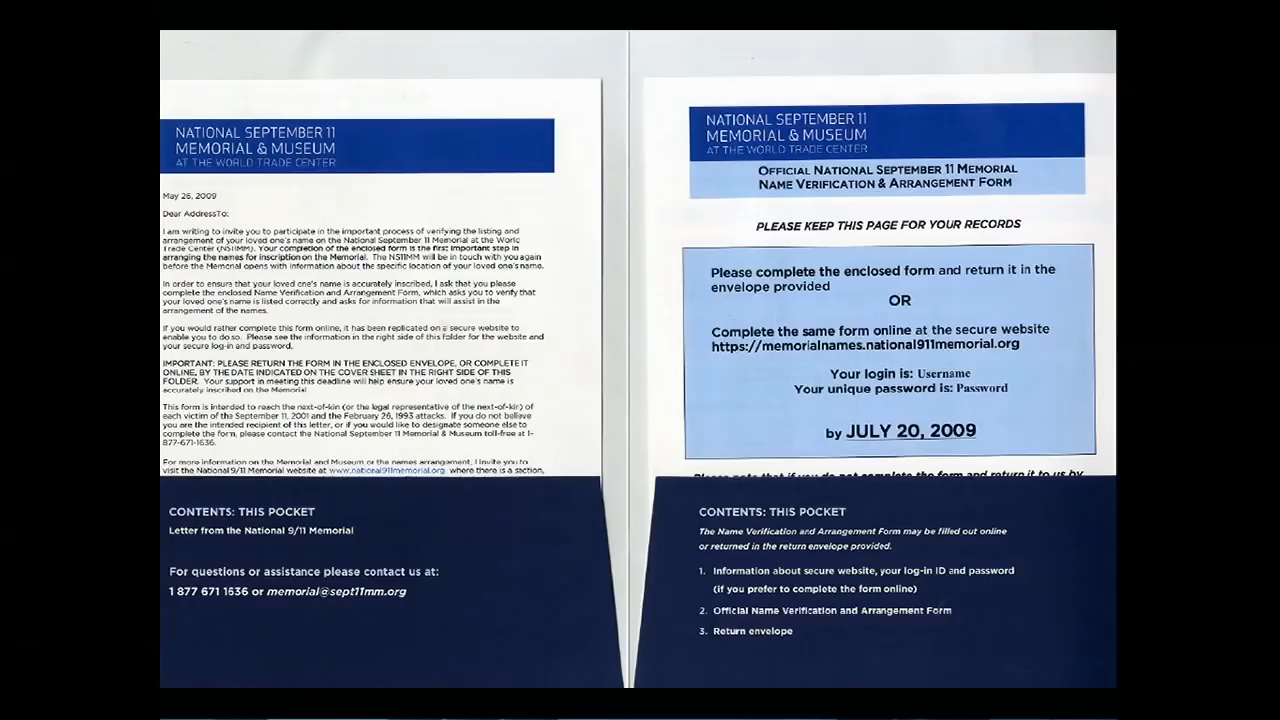 NATIONAL SEPTEMBER 11
MEMORIAL & MUSEUM
AT THE WORLD TRADE CENTER
May 26, 2009
Dear AddressTo:
I am writing to invite you to participate in the important process of verifying the listing and
arrangement of your loved one's name on the National September 11 Memorial at the World
Trade Center (NS11MM). Your completion of the enclosed form is the first important step in
arranging the names for inscription on the Memorial. The NS11MM will be in touch with you again
before the Memorial opens with information about the specific location of your loved one's name.
In order to ensure that your loved one's name is accurately inscribed, I ask that you please
complete the enclosed Name Verification and Arrangement Form, which asks you to verify that
your loved one's name is listed correctly and asks for information that will assist in the
arrangement of the names.
If you would rather complete this form online, it has been replicated on a secure website to
enable you to do so. Please see the information in the right side of this folder for the website and
your secure log-in and password.
IMPORTANT: PLEASE RETURN THE FORM IN THE ENCLOSED ENVELOPE, OR COMPLETE IT
ONLINE, BY THE DATE INDICATED ON THE COVER SHEET IN THE RIGHT SIDE OF THIS
FOLDER. Your support in meeting this deadline will help ensure your loved one's name is
accurately inscribed on the Memorial.
This form is intended to reach the next-of-kin (or the legal representative of the next-of-kin) of
each victim of the September 11, 2001 and the February 26, 1993 attacks. If you do not believe
you are the intended recipient of this letter, or if you would like to designate someone else to
complete the form, please contact the National September 11 Memorial & Museum toll-free at 1-
877-671-1636.
For more information on the Memorial and Museum or the names arrangement, I invite you to
visit the National 9/11 Memorial website at www.national911memorial.org where there is a section,
CONTENTS: THIS POCKET
Letter from the National 9/11 Memorial
For questions or assistance please contact us at:
1 877 671 1636 or memorial@sept11mm.org
NATIONAL SEPTEMBER 11
MEMORIAL & MUSEUM
AT THE WORLD TRADE CENTER
OFFICIAL NATIONAL SEPTEMBER 11 MEMORIAL
NAME VERIFICATION & ARRANGEMENT FORM
PLEASE KEEP THIS PAGE FOR YOUR RECORDS
Please complete the enclosed form and return it in the
envelope provided
OR
Complete the same form online at the secure website
https://memorialnames.national911memorial.org
Your login is: Username
Your unique password is: Password
by JULY 20, 2009
Please note that if you do not complete the form and return it to us by
CONTENTS: THIS POCKET
The Name Verification and Arrangement Form may be filled out online
or returned in the return envelope provided.
1. Information about secure website, your log-in ID and password
(if you prefer to complete the form online)
2. Official Name Verification and Arrangement Form
3. Return envelope